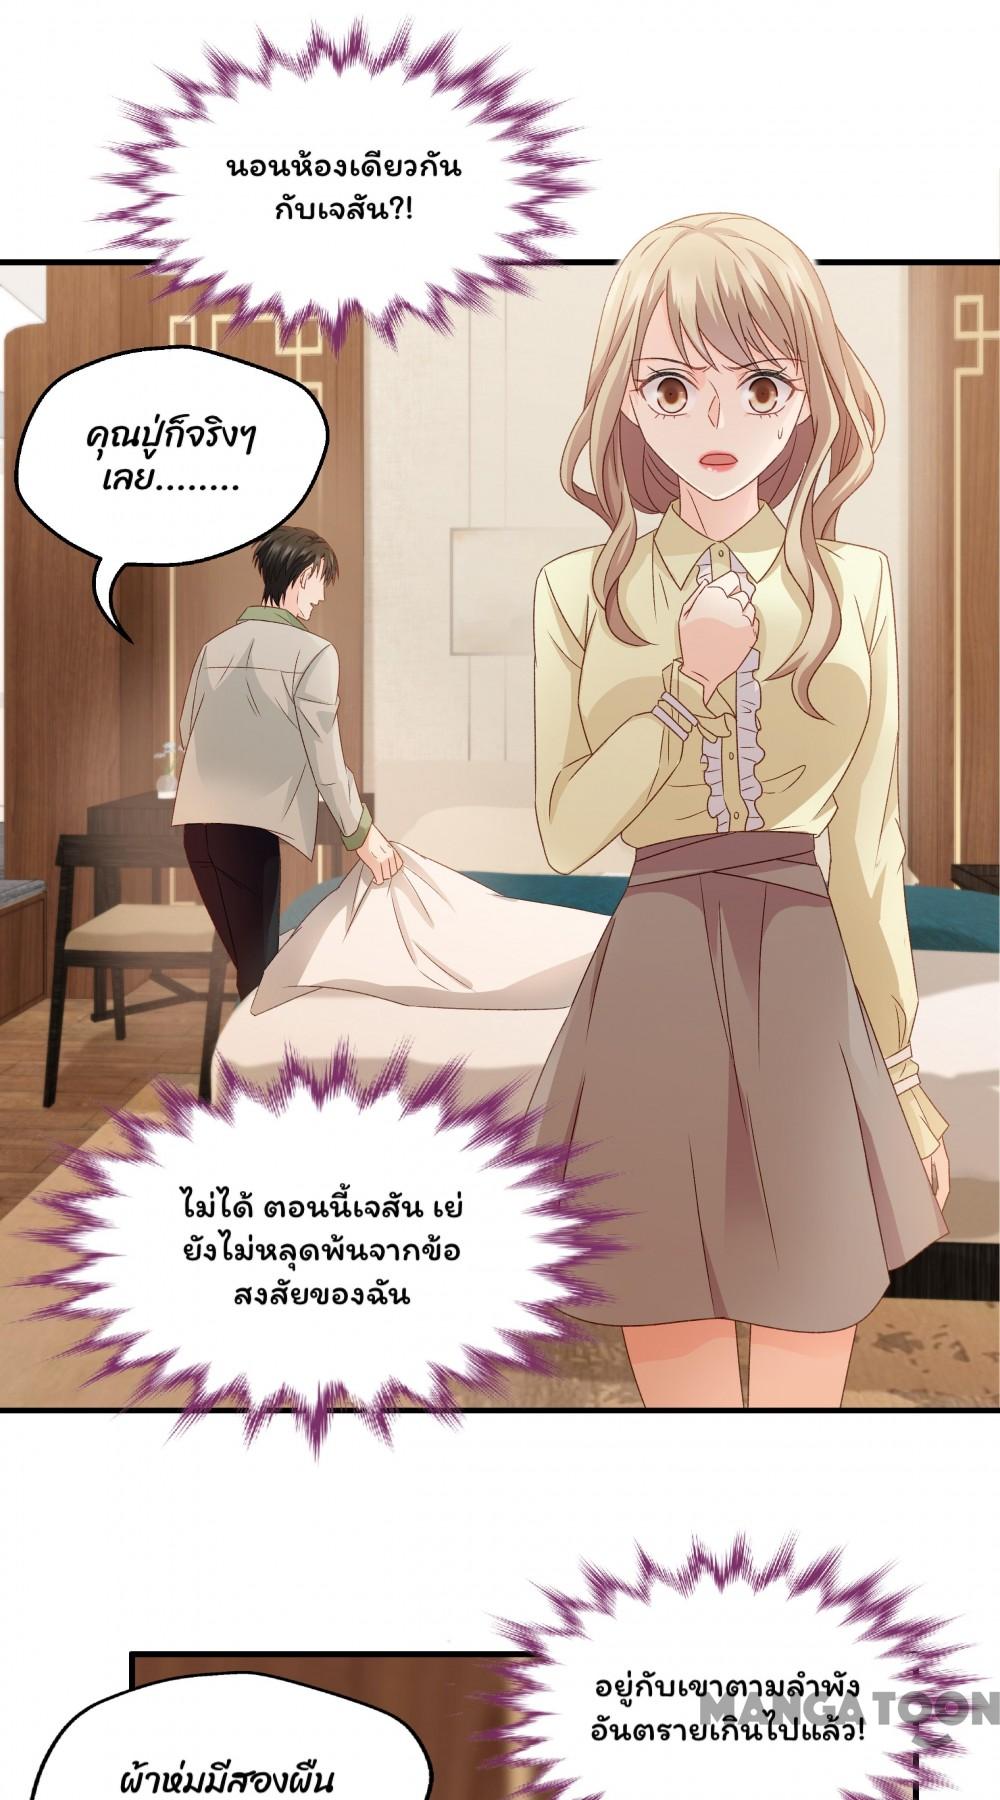 นอนห้องเดียวกัน
กับเจสัน?!
คุณปู่ก็จริงๆ
เลย........
ไม่ได้ ตอนนี้เจสัน เย่
ยังไม่หลุดพ้นจากข้อ
สงสัยของฉัน
อยู่กับเขาตามลำพัง
อันตรายเกินไปแล้ว!
MANGATOON
ผ้าห่มมีสองผืน